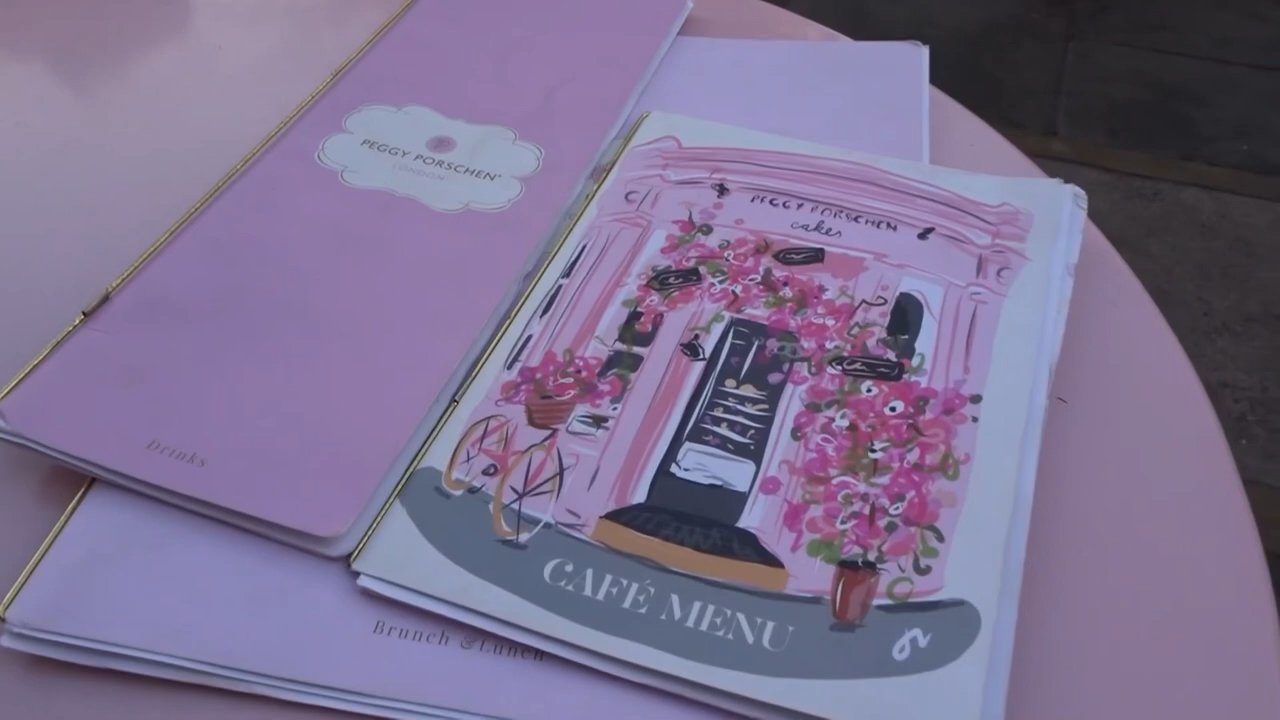 PEGGY PORSCHEN
LONDON
Drinks
PEGGY PORSCHEN
cakes
CAFÉ MENU
Brunch & Lunch